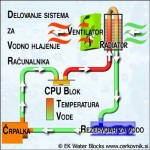 Delovanje sistema
za
Vodno hlajenje
Računalnika
Ventilator
Radiator
CPU Blok
Temperatura
Vode
Črpalka
Rezervoar za vodo
© EK Water Blocks www.cerkovnik.si